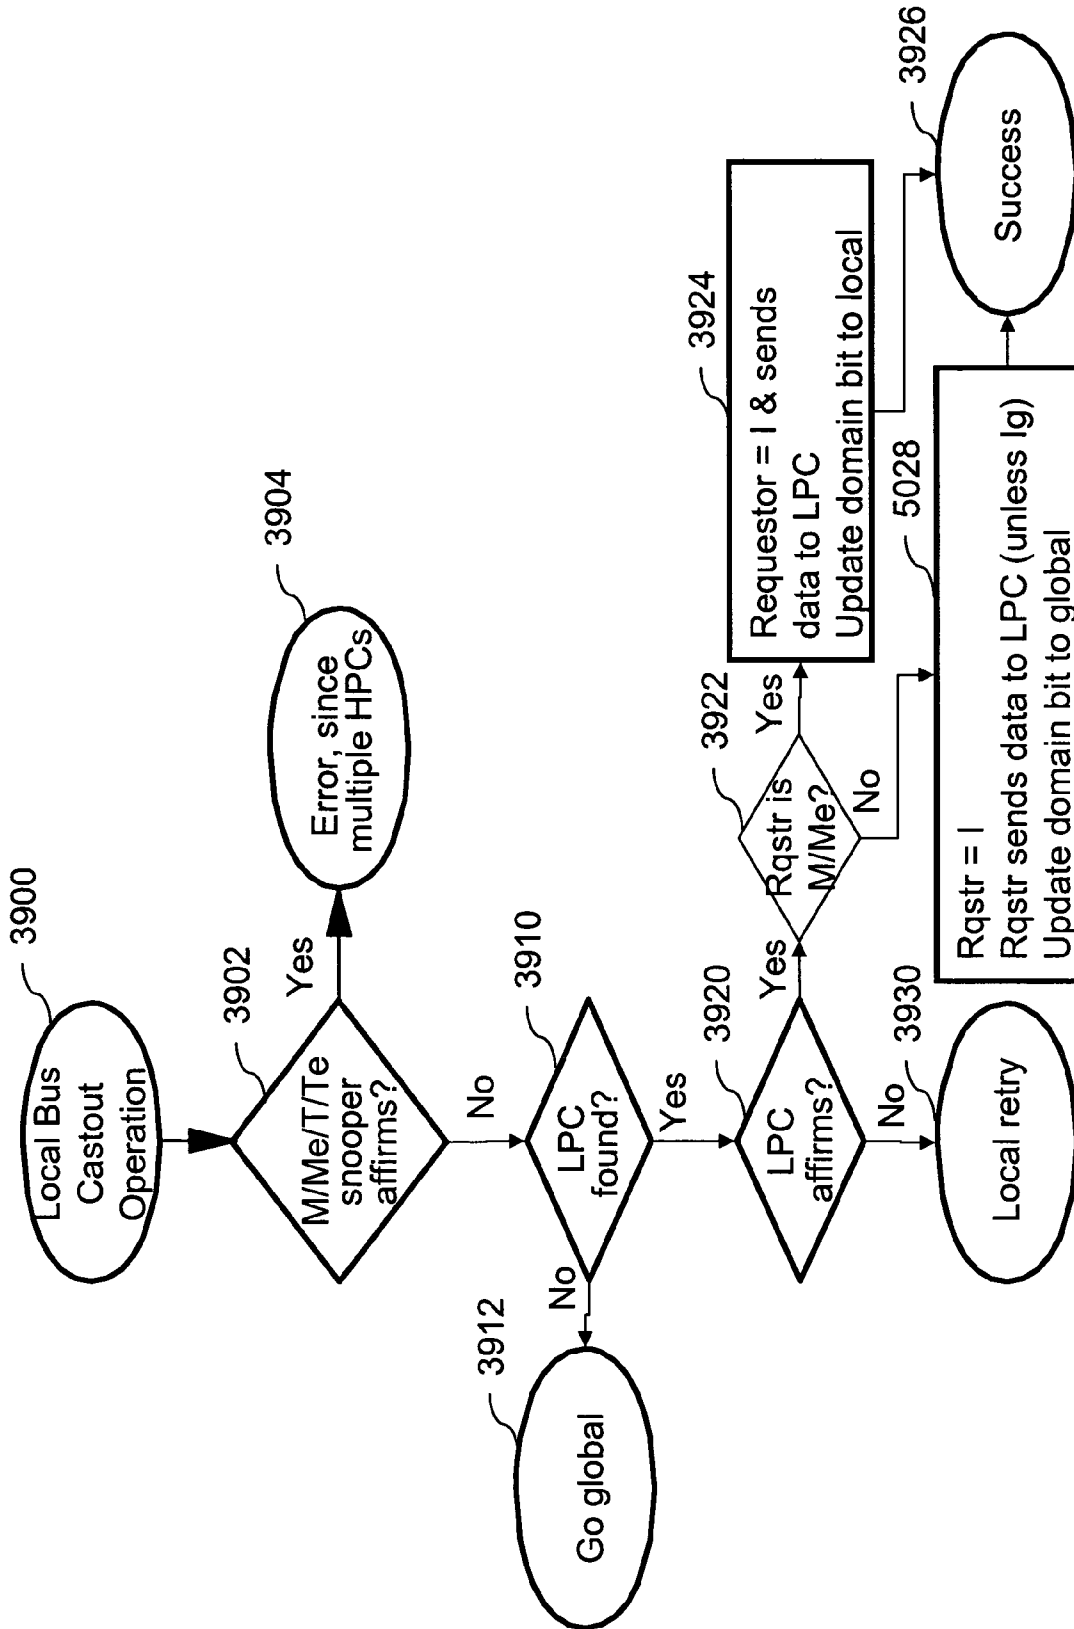 3900
Local Bus
Castout
Operation
3902
M/Me/T/Te
snooper
affirms?
Yes
3904
Error, since
multiple HPCs
No
3910
LPC
found?
No
3912
Go global
Yes
3920
LPC
affirms?
Yes
3922
Rqstr is
M/Me?
Yes
3924
Requestor = I & sends
data to LPC
Update domain bit to local
No
5028
Rqstr = I
Rqstr sends data to LPC (unless Ig)
Update domain bit to global
3926
Success
No
3930
Local retry